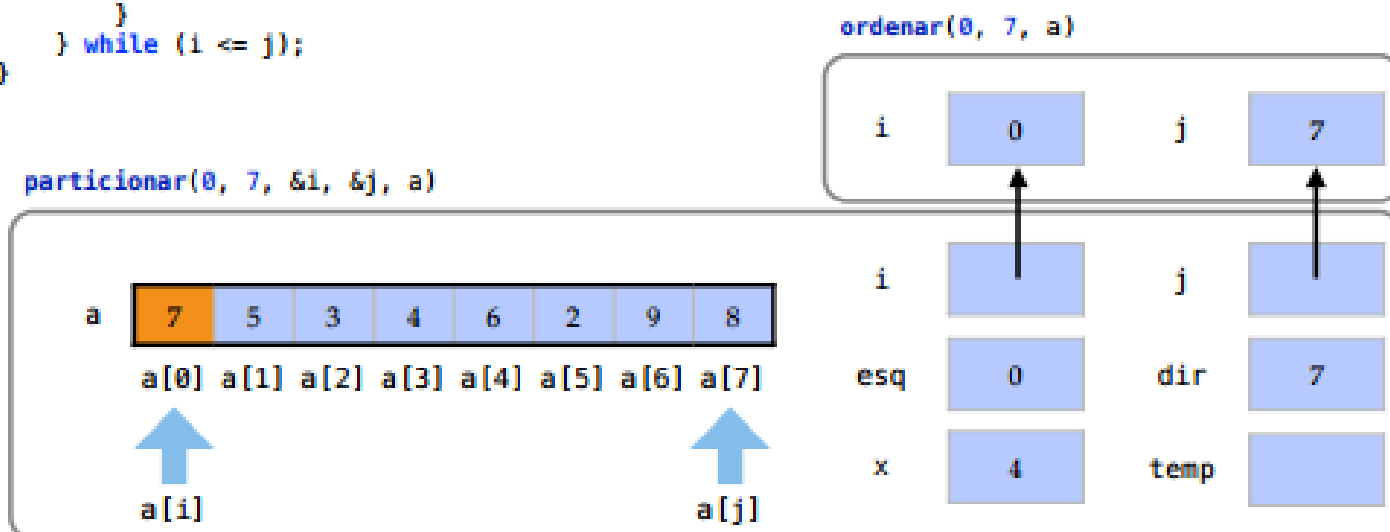 }
} while (i <= j);
}
ordenar(0, 7, a)
i 0 j 7
particionar(0, 7, &i, &j, a)
i j
a 7 5 3 4 6 2 9 8
a[0] a[1] a[2] a[3] a[4] a[5] a[6] a[7]
esq 0 dir 7
x 4 temp
a[i] a[j]